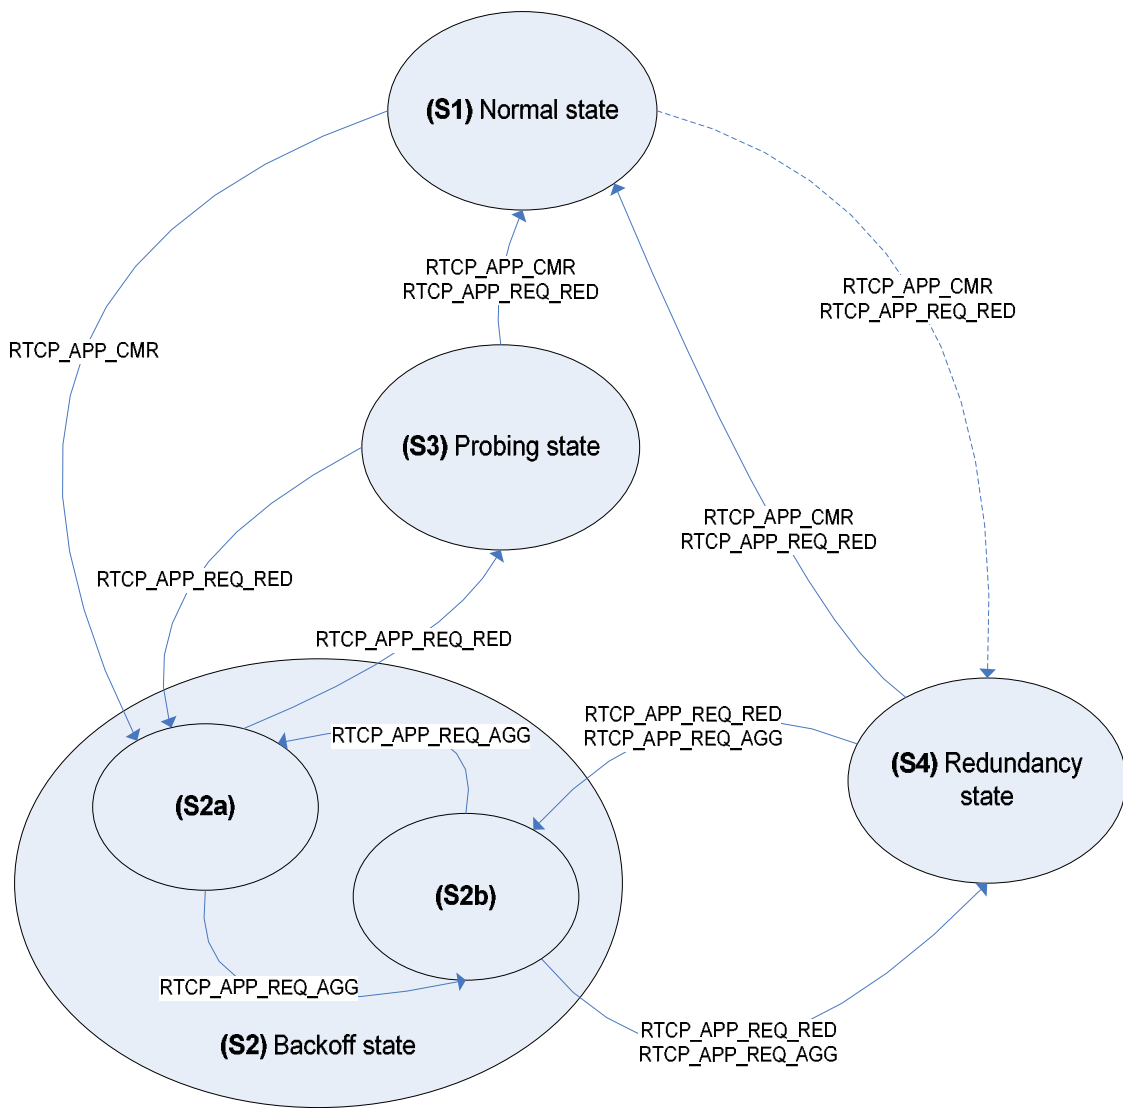 (S1) Normal state
RTCP_APP_CMR
RTCP_APP_REQ_RED
RTCP_APP_CMR
RTCP_APP_REQ_RED
RTCP_APP_CMR
(S3) Probing state
RTCP_APP_CMR
RTCP_APP_REQ_RED
RTCP_APP_REQ_RED
RTCP_APP_REQ_RED
RTCP_APP_REQ_RED
RTCP_APP_REQ_AGG
RTCP_APP_REQ_AGG
(S4) Redundancy
state
(S2a)
(S2b)
RTCP_APP_REQ_AGG
(S2) Backoff state
RTCP_APP_REQ_RED
RTCP_APP_REQ_AGG